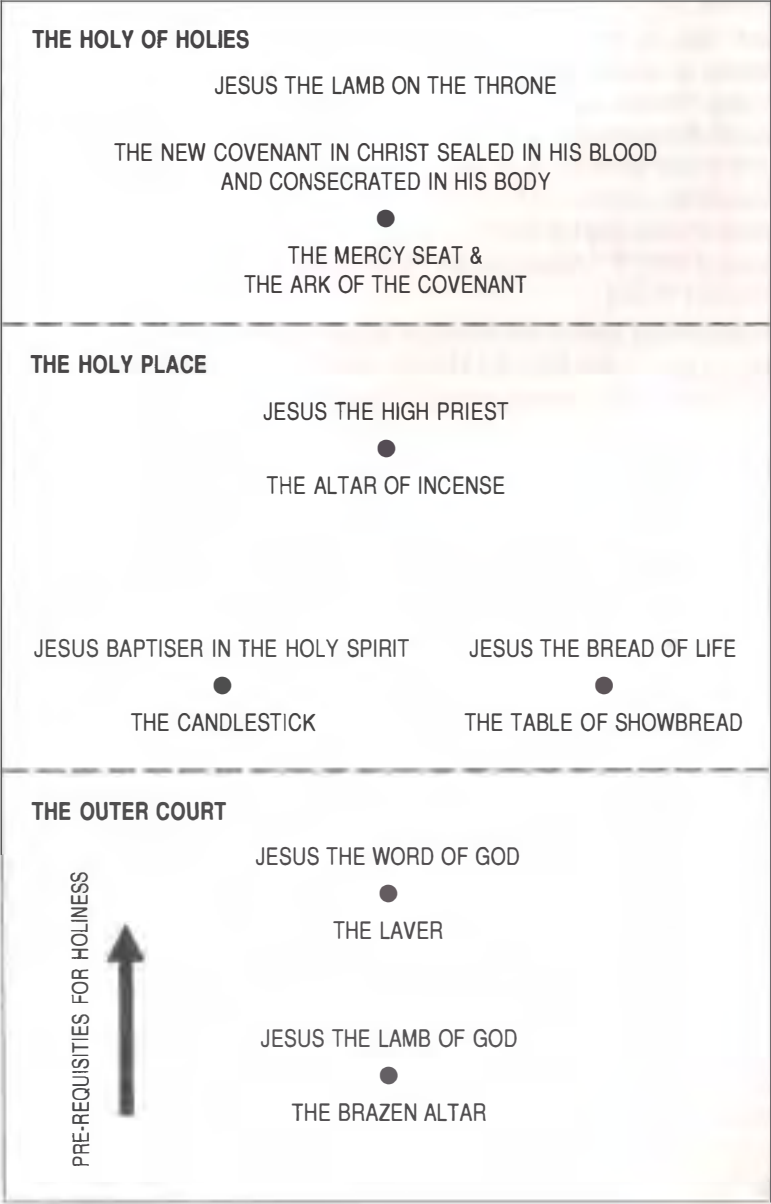 THE HOLY OF HOLIES
JESUS THE LAMB ON THE THRONE
THE NEW COVENANT IN CHRIST SEALED IN HIS BLOOD
AND CONSECRATED IN HIS BODY
THE MERCY SEAT &
THE ARK OF THE COVENANT
THE HOLY PLACE
JESUS THE HIGH PRIEST
THE ALTAR OF INCENSE
JESUS BAPTISER IN THE HOLY SPIRIT
THE CANDLESTICK
JESUS THE BREAD OF LIFE
THE TABLE OF SHOWBREAD
THE OUTER COURT
PRE-REQUISITIES FOR HOLINESS
JESUS THE WORD OF GOD
THE LAVER
JESUS THE LAMB OF GOD
THE BRAZEN ALTAR